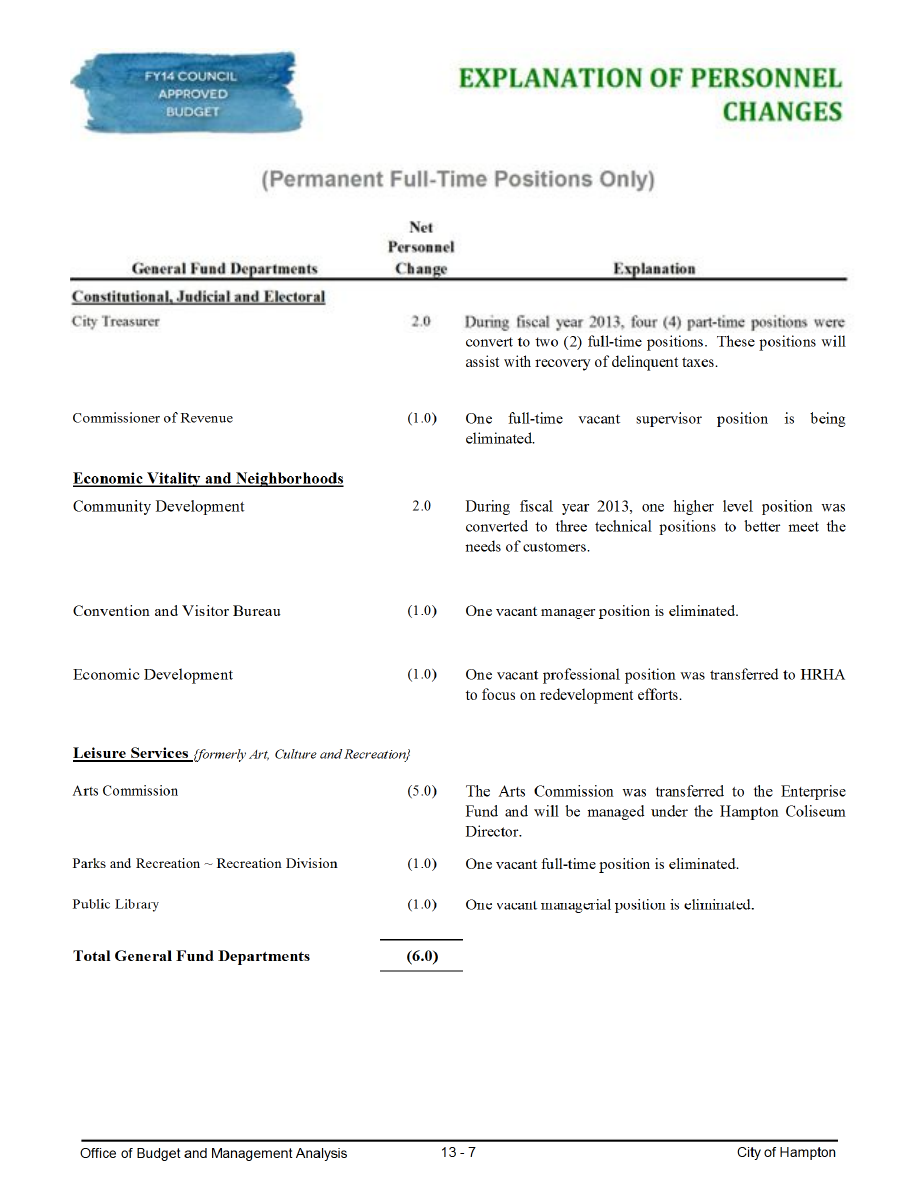 FY14 COUNCIL
APPROVED
BUDGET
EXPLANATION OF PERSONNEL
CHANGES
(Permanent Full-Time Positions Only)
Net
Personnel
General Fund Departments Change Explanation
Constitutional, Judicial and Electoral
City Treasurer 2.0 During fiscal year 2013, four (4) part-time positions were
convert to two (2) full-time positions. These positions will
assist with recovery of delinquent taxes.
Commissioner of Revenue (1.0) One full-time vacant supervisor position is being
eliminated.
Economic Vitality and Neighborhoods
Community Development 2.0 During fiscal year 2013, one higher level position was
converted to three technical positions to better meet the
needs of customers.
Convention and Visitor Bureau (1.0) One vacant manager position is eliminated.
Economic Development (1.0) One vacant professional position was transferred to HRHA
to focus on redevelopment efforts.
Leisure Services {formerly Art, Culture and Recreation}
Arts Commission (5.0) The Arts Commission was transferred to the Enterprise
Fund and will be managed under the Hampton Coliseum
Director.
Parks and Recreation ~ Recreation Division (1.0) One vacant full-time position is eliminated.
Public Library (1.0) One vacant managerial position is eliminated.
Total General Fund Departments (6.0)
Office of Budget and Management Analysis 13 - 7 City of Hampton